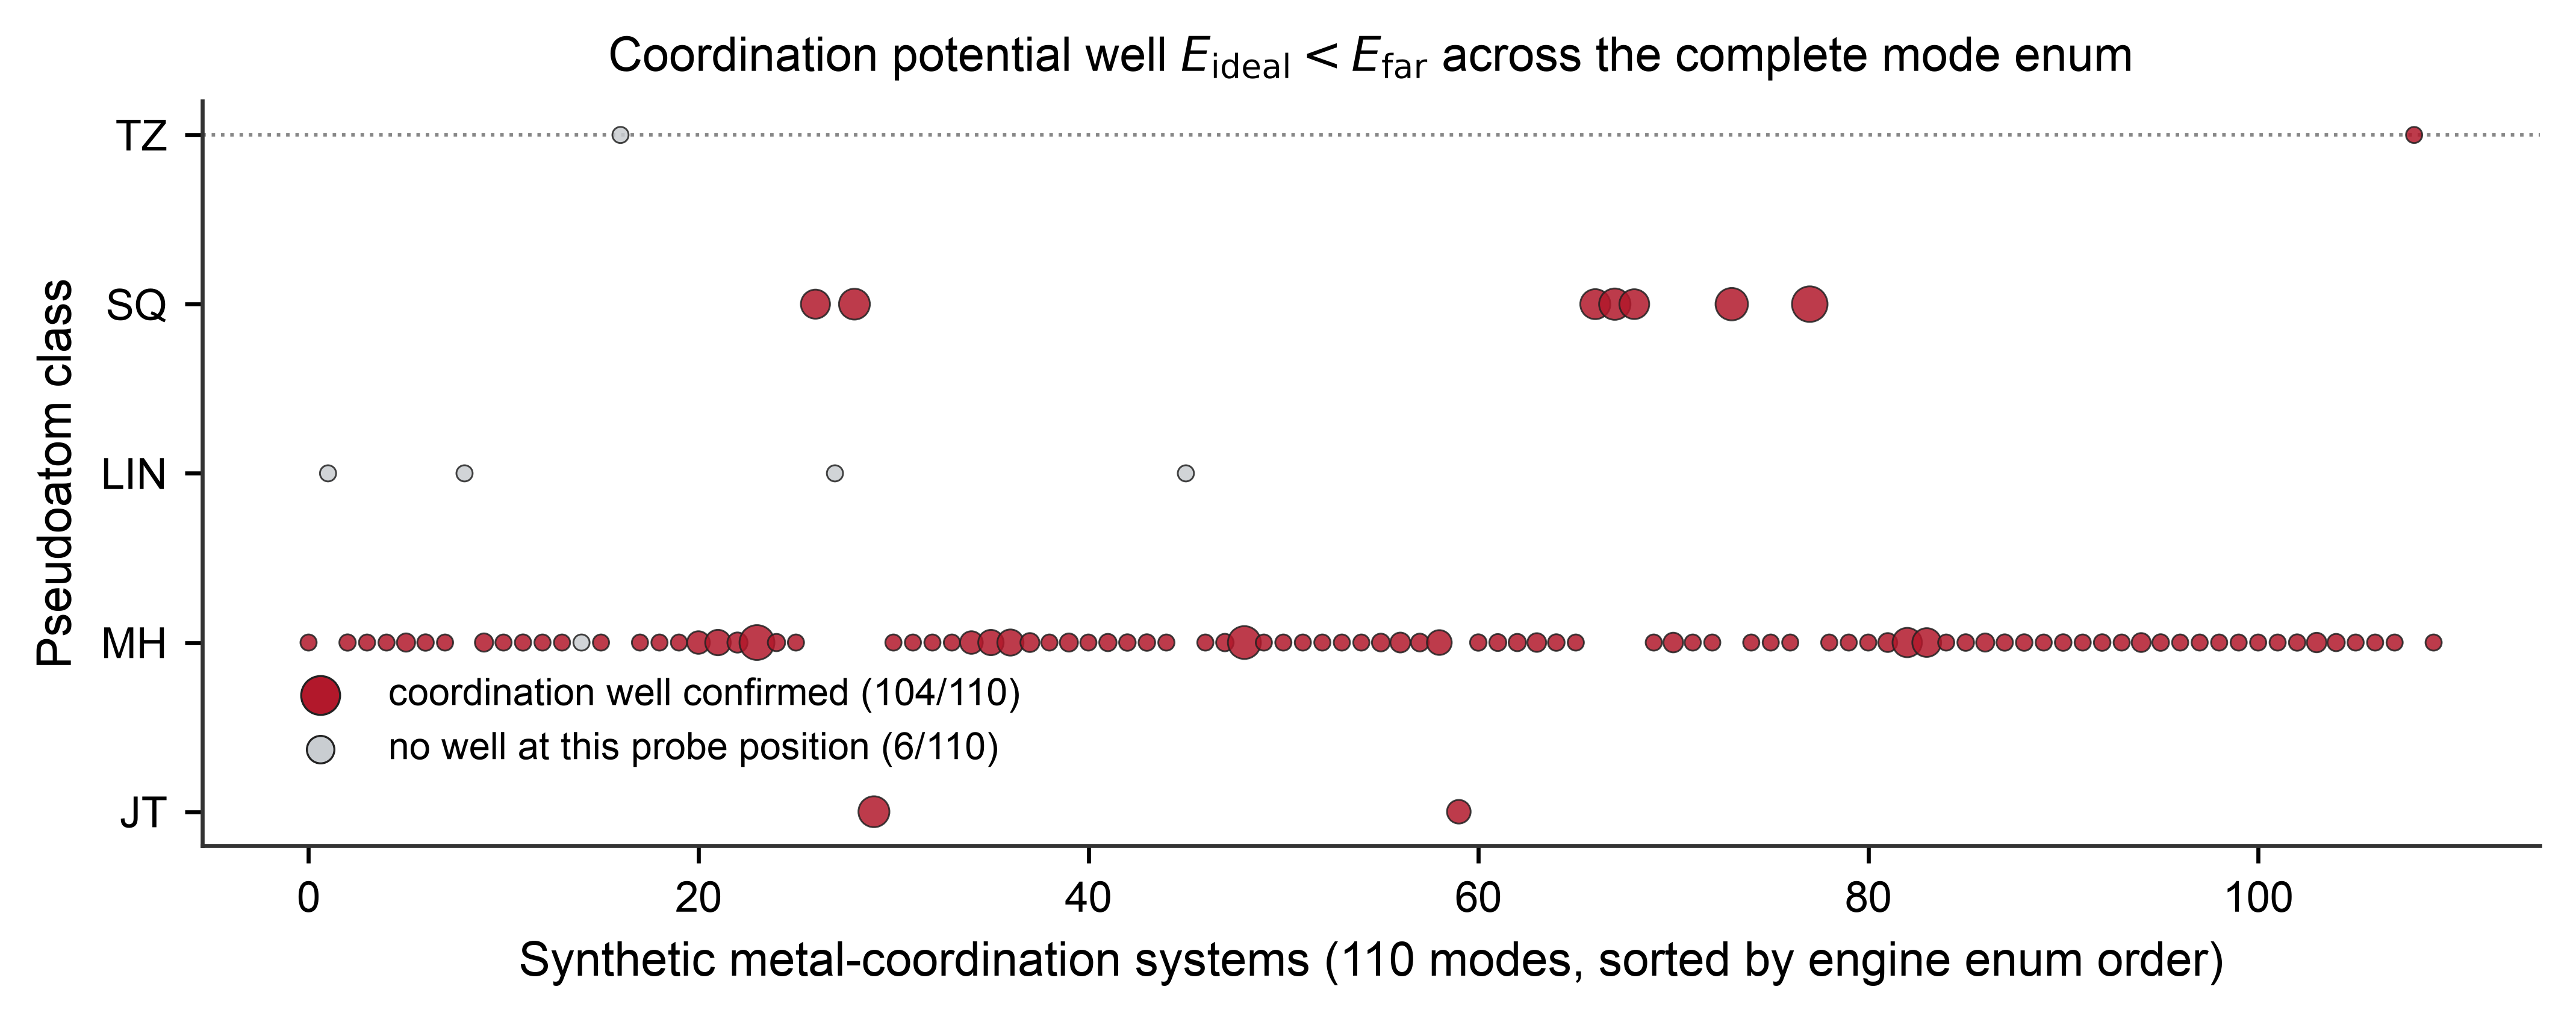 Coordination potential well E_ideal < E_far across the complete mode enum
Pseudoatom class
TZ
SQ
LIN
MH
JT
coordination well confirmed (104/110)
no well at this probe position (6/110)
0 20 40 60 80 100
Synthetic metal-coordination systems (110 modes, sorted by engine enum order)